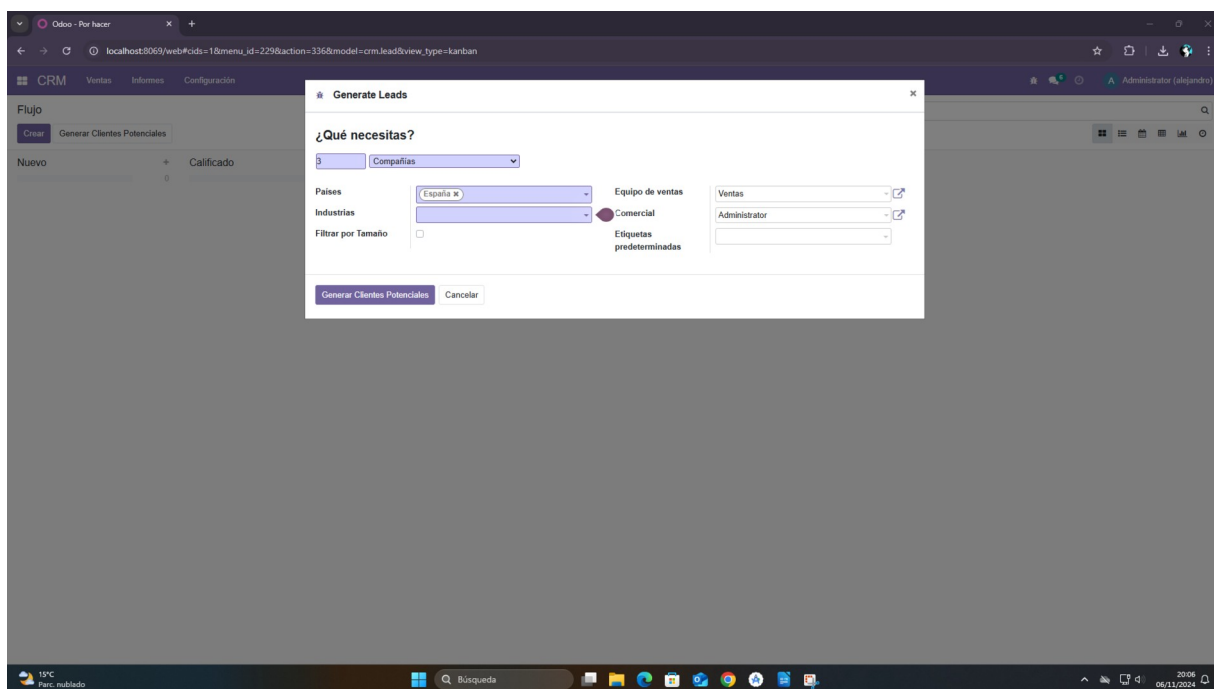 Odoo - Por hacer
localhost:8069/web#cids=1&menu_id=229&action=336&model=crm.lead&view_type=kanban
CRM Ventas Informes Configuración A Administrator (alejandro)
Generate Leads
Flujo
Crear Generar Clientes Potenciales
¿Qué necesitas?
Nuevo Calificado
0
3 Compañías
Países España Equipo de ventas Ventas
Industrias Comercial Administrator
Filtrar por Tamaño Etiquetas predeterminadas
Generar Clientes Potenciales Cancelar
15°C
Parc. nublado
Búsqueda
20:06
06/11/2024